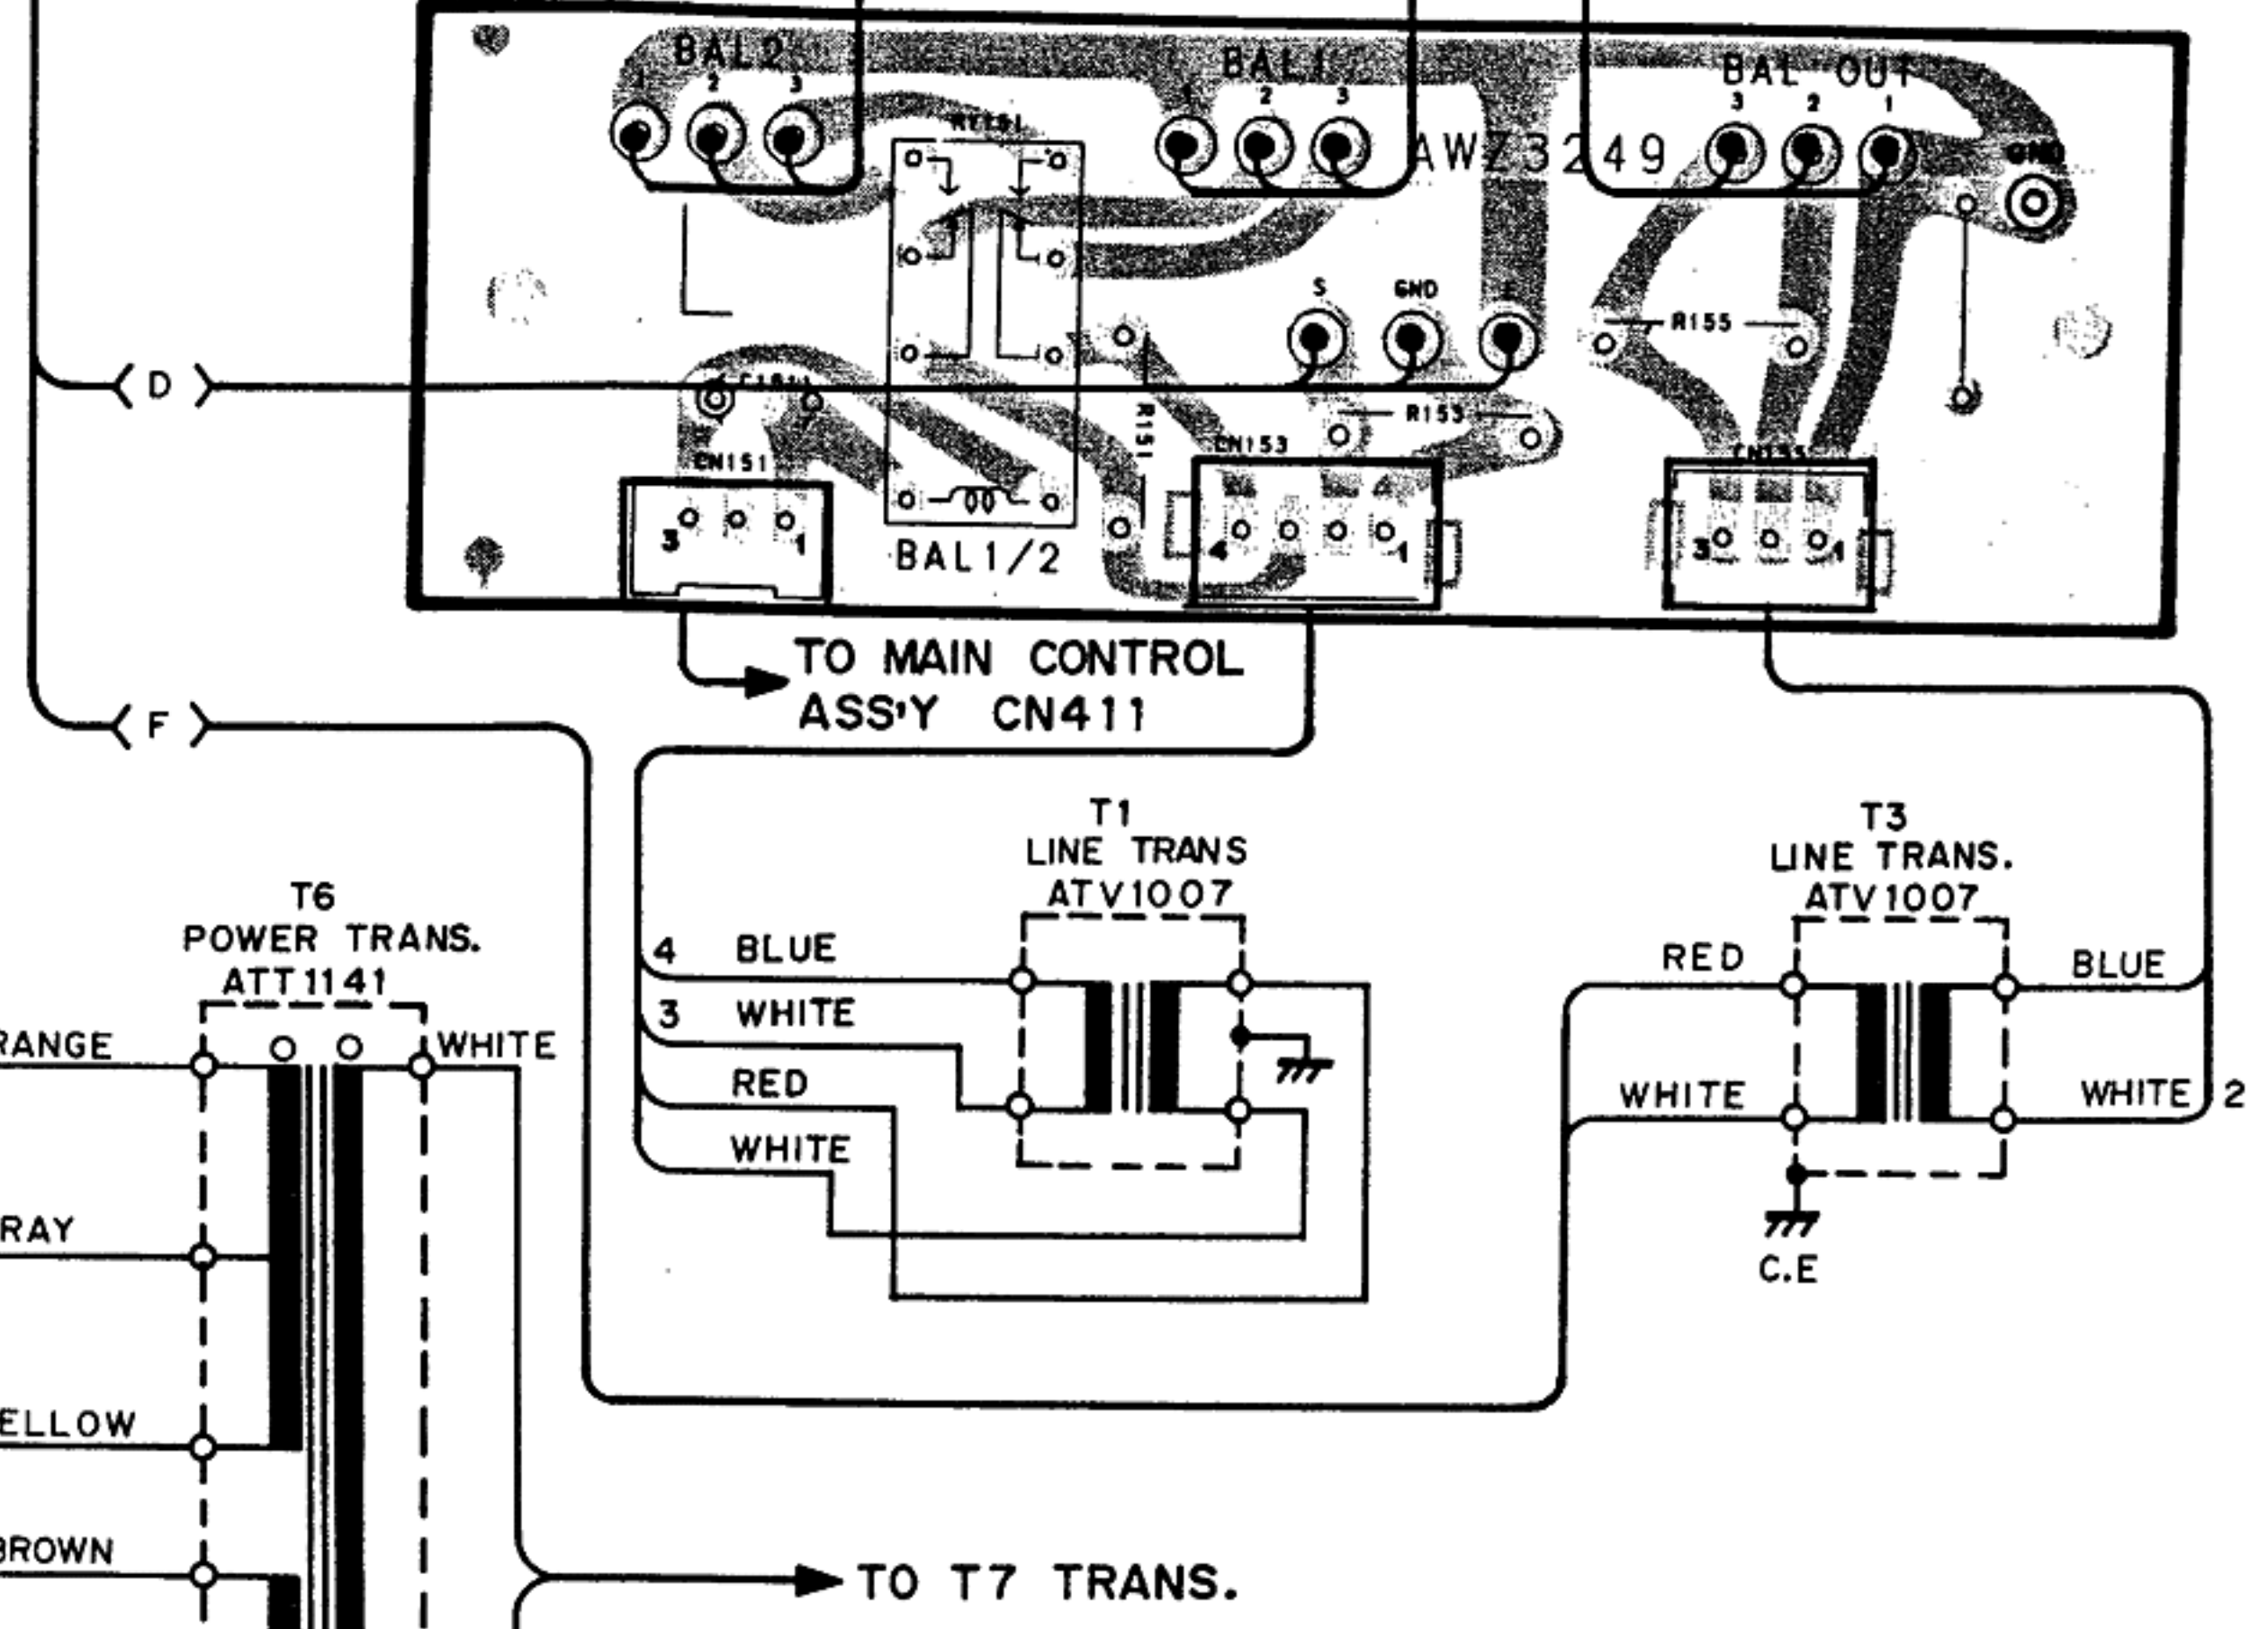 BAL2
BAL1
BAL OUT
1 2 3
1 2 3
3 2 1
RY151
AWZ3249
GND
S GND E
R155
D
R153
R151
CN151
CN153
CN155
3 1
4 1
3 1
BAL1/2
TO MAIN CONTROL
ASS'Y CN411
F
T1
LINE TRANS
ATV1007
T3
LINE TRANS.
ATV1007
T6
POWER TRANS.
ATT1141
4 BLUE
3 WHITE
RED
WHITE
RED
BLUE
WHITE
WHITE 2
C.E
RANGE
WHITE
RAY
ELLOW
BROWN
TO T7 TRANS.